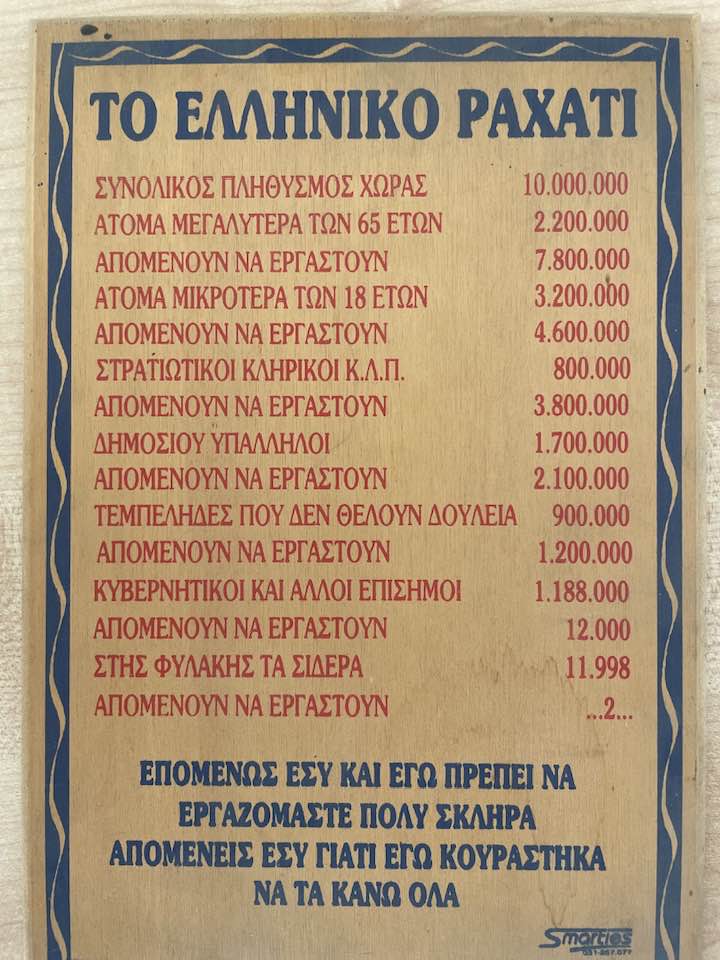 ΤΟ ΕΛΛΗΝΙΚΟ ΡΑΧΑΤΙ
ΣΥΝΟΛΙΚΟΣ ΠΛΗΘΥΣΜΟΣ ΧΩΡΑΣ 10.000.000
ΑΤΟΜΑ ΜΕΓΑΛΥΤΕΡΑ ΤΩΝ 65 ΕΤΩΝ 2.200.000
ΑΠΟΜΕΝΟΥΝ ΝΑ ΕΡΓΑΣΤΟΥΝ 7.800.000
ΑΤΟΜΑ ΜΙΚΡΟΤΕΡΑ ΤΩΝ 18 ΕΤΩΝ 3.200.000
ΑΠΟΜΕΝΟΥΝ ΝΑ ΕΡΓΑΣΤΟΥΝ 4.600.000
ΣΤΡΑΤΙΩΤΙΚΟΙ ΚΛΗΡΙΚΟΙ Κ.Λ.Π. 800.000
ΑΠΟΜΕΝΟΥΝ ΝΑ ΕΡΓΑΣΤΟΥΝ 3.800.000
ΔΗΜΟΣΙΟΥ ΥΠΑΛΛΗΛΟΙ 1.700.000
ΑΠΟΜΕΝΟΥΝ ΝΑ ΕΡΓΑΣΤΟΥΝ 2.100.000
ΤΕΜΠΕΛΗΔΕΣ ΠΟΥ ΔΕΝ ΘΕΛΟΥΝ ΔΟΥΛΕΙΑ 900.000
ΑΠΟΜΕΝΟΥΝ ΝΑ ΕΡΓΑΣΤΟΥΝ 1.200.000
ΚΥΒΕΡΝΗΤΙΚΟΙ ΚΑΙ ΑΛΛΟΙ ΕΠΙΣΗΜΟΙ 1.188.000
ΑΠΟΜΕΝΟΥΝ ΝΑ ΕΡΓΑΣΤΟΥΝ 12.000
ΣΤΗΣ ΦΥΛΑΚΗΣ ΤΑ ΣΙΔΕΡΑ 11.998
ΑΠΟΜΕΝΟΥΝ ΝΑ ΕΡΓΑΣΤΟΥΝ ...2...
ΕΠΟΜΕΝΩΣ ΕΣΥ ΚΑΙ ΕΓΩ ΠΡΕΠΕΙ ΝΑ
ΕΡΓΑΖΟΜΑΣΤΕ ΠΟΛΥ ΣΚΛΗΡΑ
ΑΠΟΜΕΝΕΙΣ ΕΣΥ ΓΙΑΤΙ ΕΓΩ ΚΟΥΡΑΣΤΗΚΑ
ΝΑ ΤΑ ΚΑΝΩ ΟΛΑ
Smarties